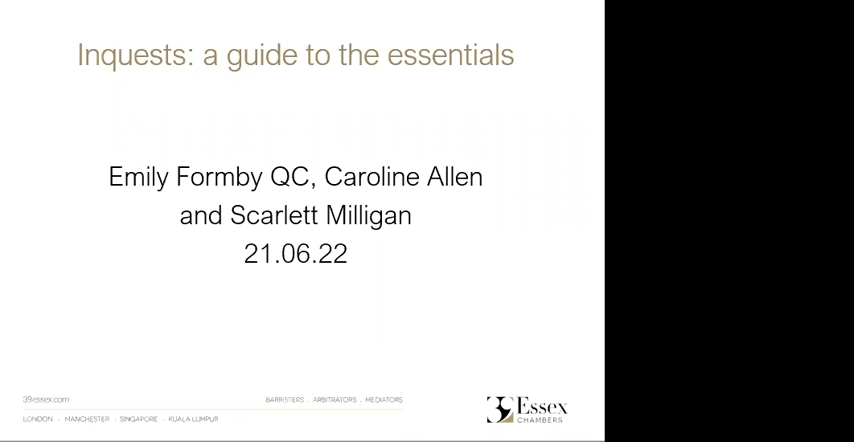 Inquests: a guide to the essentials
Emily Formby QC, Caroline Allen
and Scarlett Milligan
21.06.22
39essex.com
BARRISTERS . ARBITRATORS . MEDIATORS
LONDON . MANCHESTER . SINGAPORE . KUALA LUMPUR
39 Essex
CHAMBERS